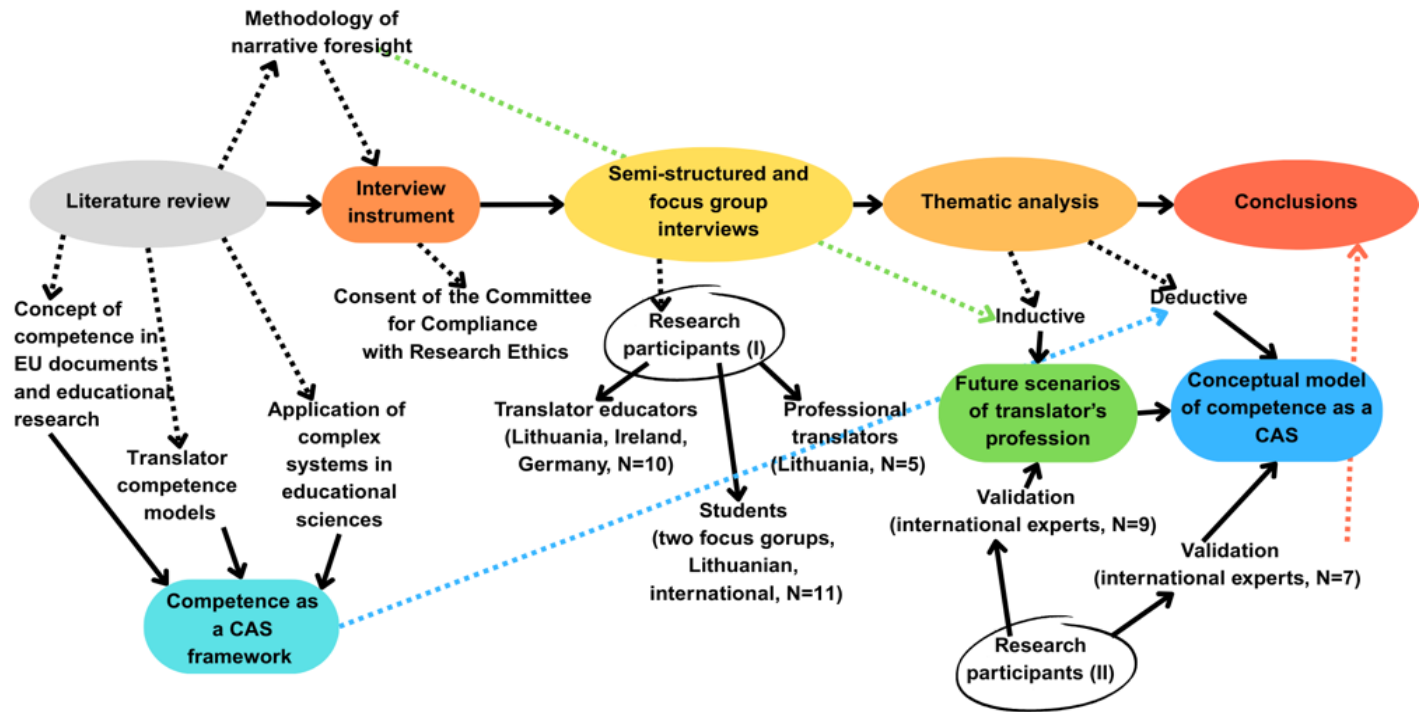 Methodology of
narrative foresight
Literature review
Interview
instrument
Semi-structured and
focus group
interviews
Thematic analysis
Conclusions
Concept of
competence in
EU documents
and educational
research
Translator
competence
models
Application of
complex
systems in
educational
sciences
Competence as
a CAS
framework
Consent of the Committee
for Compliance
with Research Ethics
Research
participants (I)
Translator educators
(Lithuania, Ireland,
Germany, N=10)
Students
(two focus gorups,
Lithuanian,
international, N=11)
Professional
translators
(Lithuania, N=5)
Inductive
Deductive
Future scenarios
of translator's
profession
Conceptual model
of competence as a
CAS
Validation
(international experts, N=9)
Validation
(international experts, N=7)
Research
participants (II)